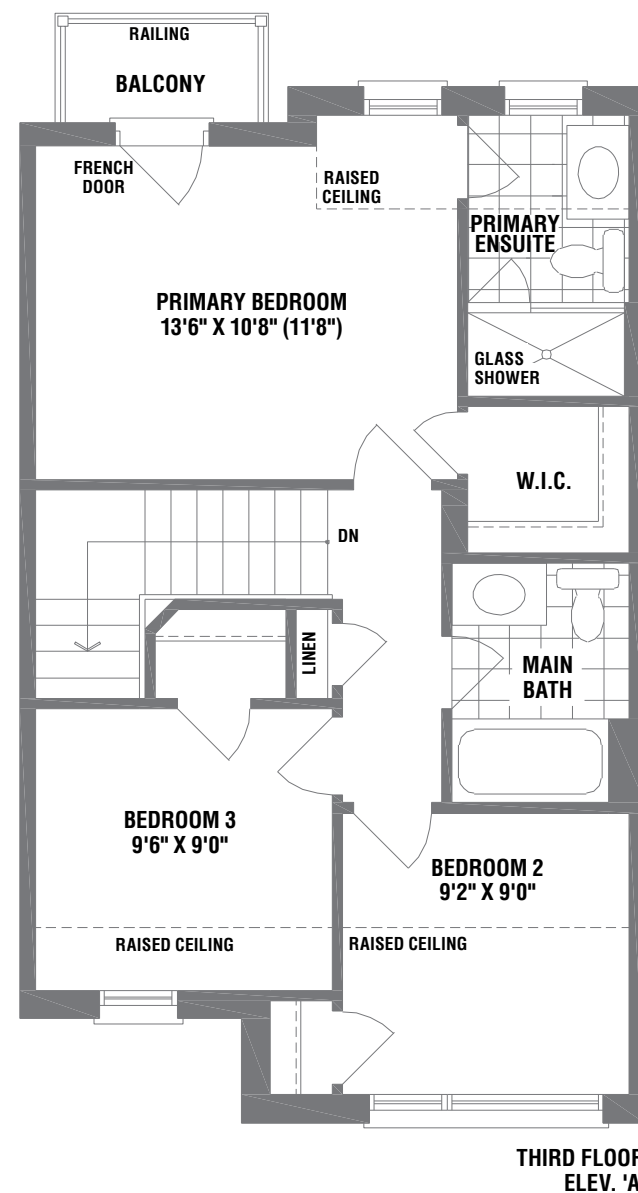 RAILING
BALCONY
FRENCH
DOOR
RAISED
CEILING
PRIMARY
ENSUITE
PRIMARY BEDROOM
13'6" X 10'8" (11'8")
GLASS
SHOWER
W.I.C.
DN
LINEN
MAIN
BATH
BEDROOM 3
9'6" X 9'0"
BEDROOM 2
9'2" X 9'0"
RAISED CEILING
RAISED CEILING
THIRD FLOOR
ELEV. 'A